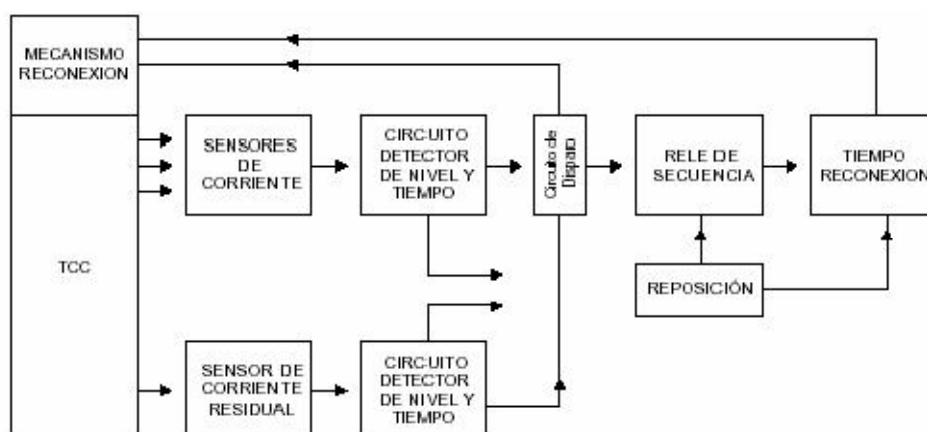 MECANISMO
RECONEXION
TCC
SENSORES
DE
CORRIENTE
CIRCUITO
DETECTOR
DE NIVEL Y
TIEMPO
Circuito de
Disparo
RELE DE
SECUENCIA
TIEMPO
RECONEXION
REPOSICIÓN
SENSOR DE
CORRIENTE
RESIDUAL
CIRCUITO
DETECTOR
DE NIVEL Y
TIEMPO